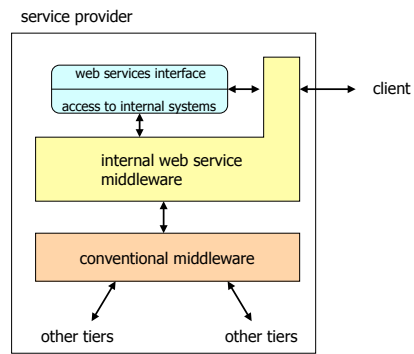 service provider
web services interface
client
access to internal systems
internal web service
middleware
conventional middleware
other tiers
other tiers